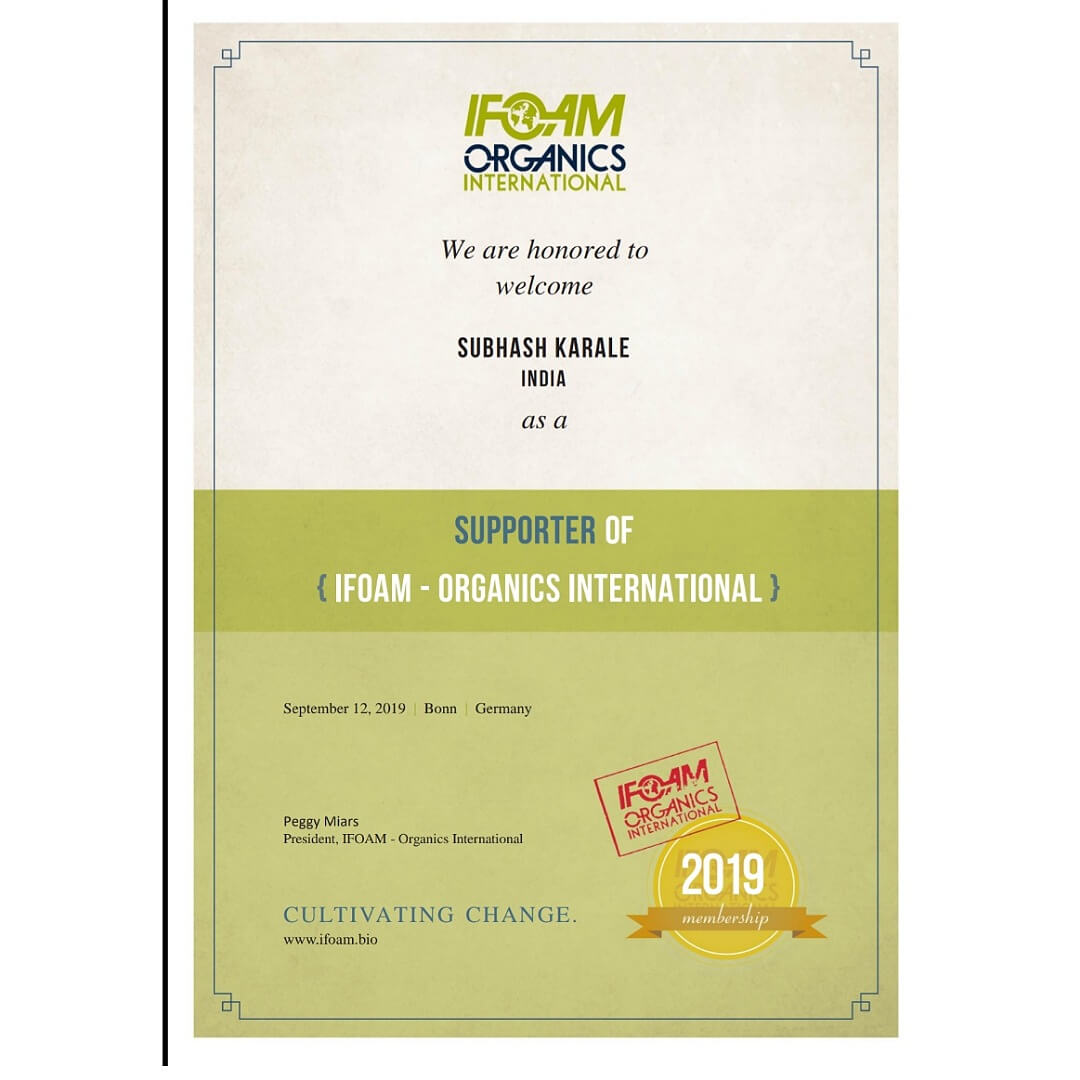 IFOAM
ORGANICS
INTERNATIONAL
We are honored to
welcome
SUBHASH KARALE
INDIA
as a
SUPPORTER OF
{ IFOAM - ORGANICS INTERNATIONAL }
September 12, 2019 | Bonn | Germany
IFOAM
ORGANICS
INTERNATIONAL
Peggy Miars
President, IFOAM - Organics International
IFOAM
2019
ORGANICS
membership
CULTIVATING CHANGE.
www.ifoam.bio